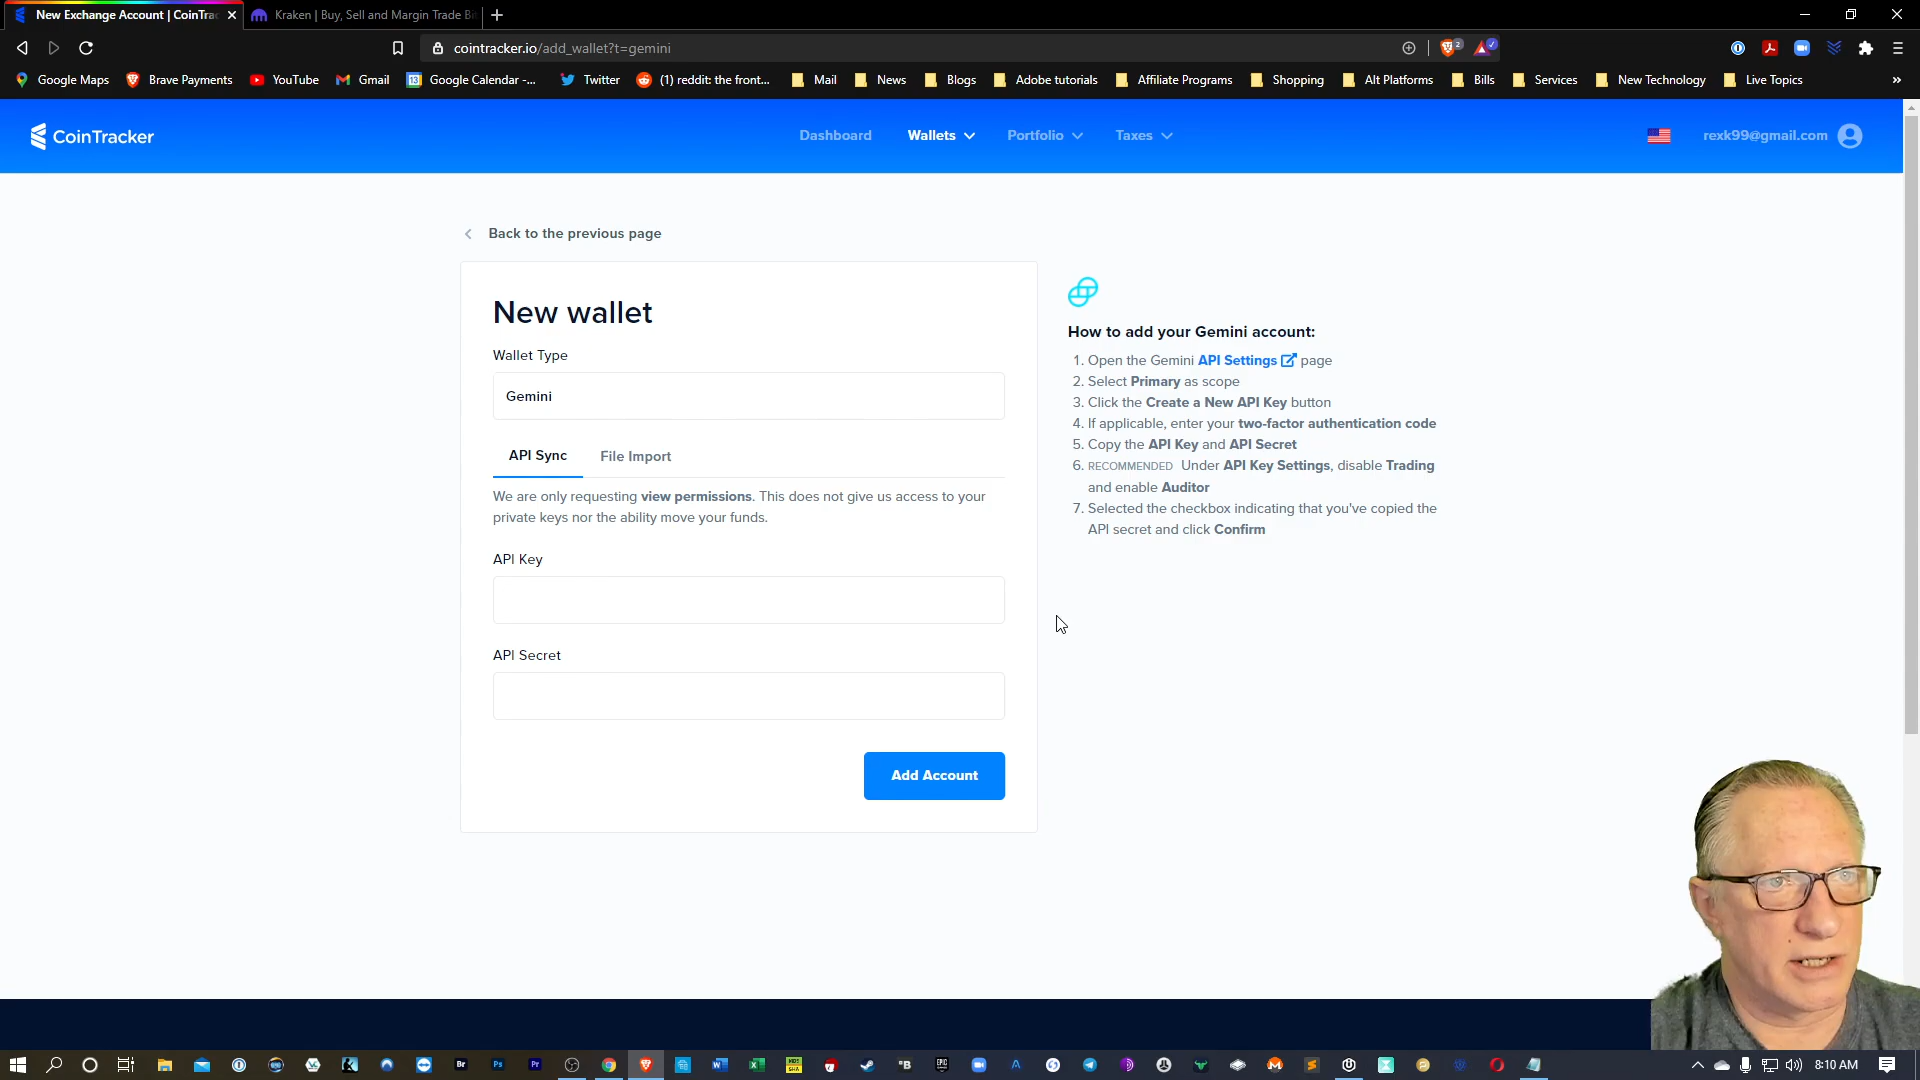 New Exchange Account | CoinTrac
Kraken | Buy, Sell and Margin Trade Bi
cointracker.io/add_wallet?t=gemini
2
Google Maps
Brave Payments
YouTube
Gmail
13
Google Calendar -...
Twitter
(1) reddit: the front...
Mail
News
Blogs
Adobe tutorials
Affiliate Programs
Shopping
Alt Platforms
Bills
Services
New Technology
Live Topics
»
CoinTracker
Dashboard
Wallets
Portfolio
Taxes
rexk99@gmail.com
Back to the previous page
New wallet
Wallet Type
Gemini
API Sync
File Import
We are only requesting view permissions. This does not give us access to your
private keys nor the ability move your funds.
API Key
API Secret
Add Account
How to add your Gemini account:
1. Open the Gemini API Settings page
2. Select Primary as scope
3. Click the Create a New API Key button
4. If applicable, enter your two-factor authentication code
5. Copy the API Key and API Secret
6. RECOMMENDED Under API Key Settings, disable Trading
and enable Auditor
7. Selected the checkbox indicating that you've copied the
API secret and click Confirm
Br
Ps
Pr
8:10 AM